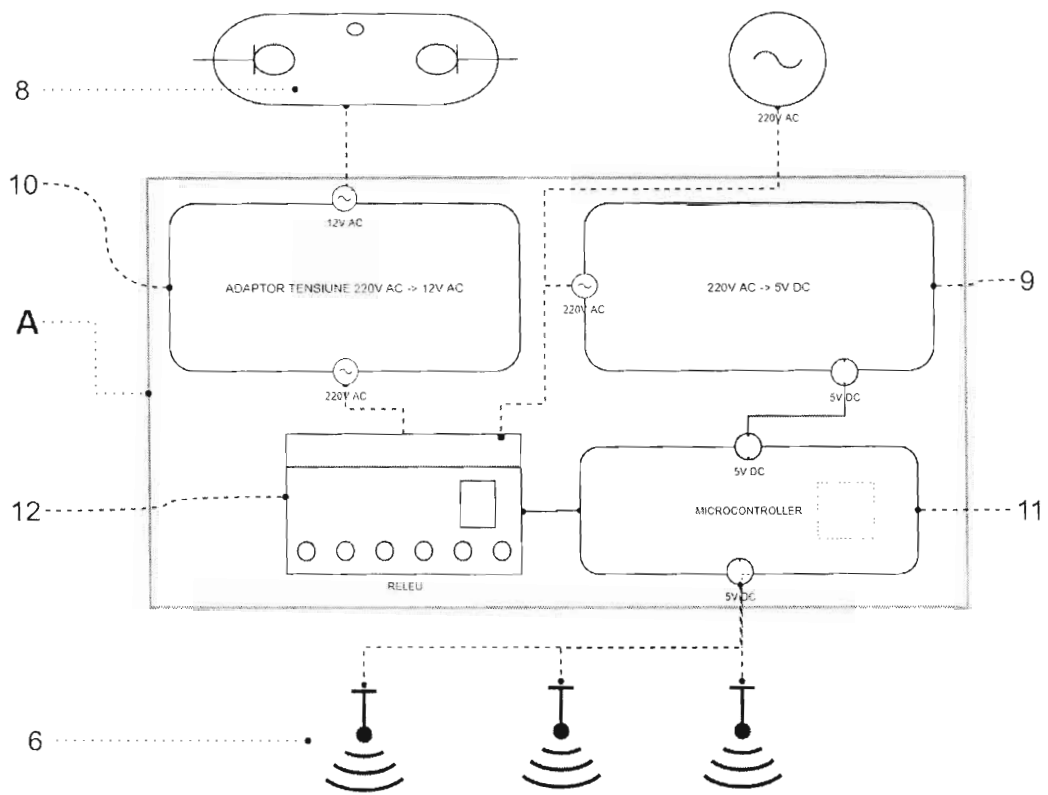 8
220V AC
10
12V AC
ADAPTOR TENSIUNE 220V AC -> 12V AC
220V AC -> 5V DC
9
220V AC
A
220V AC
5V DC
5V DC
12
MICROCONTROLLER
11
RELEU
5V DC
6